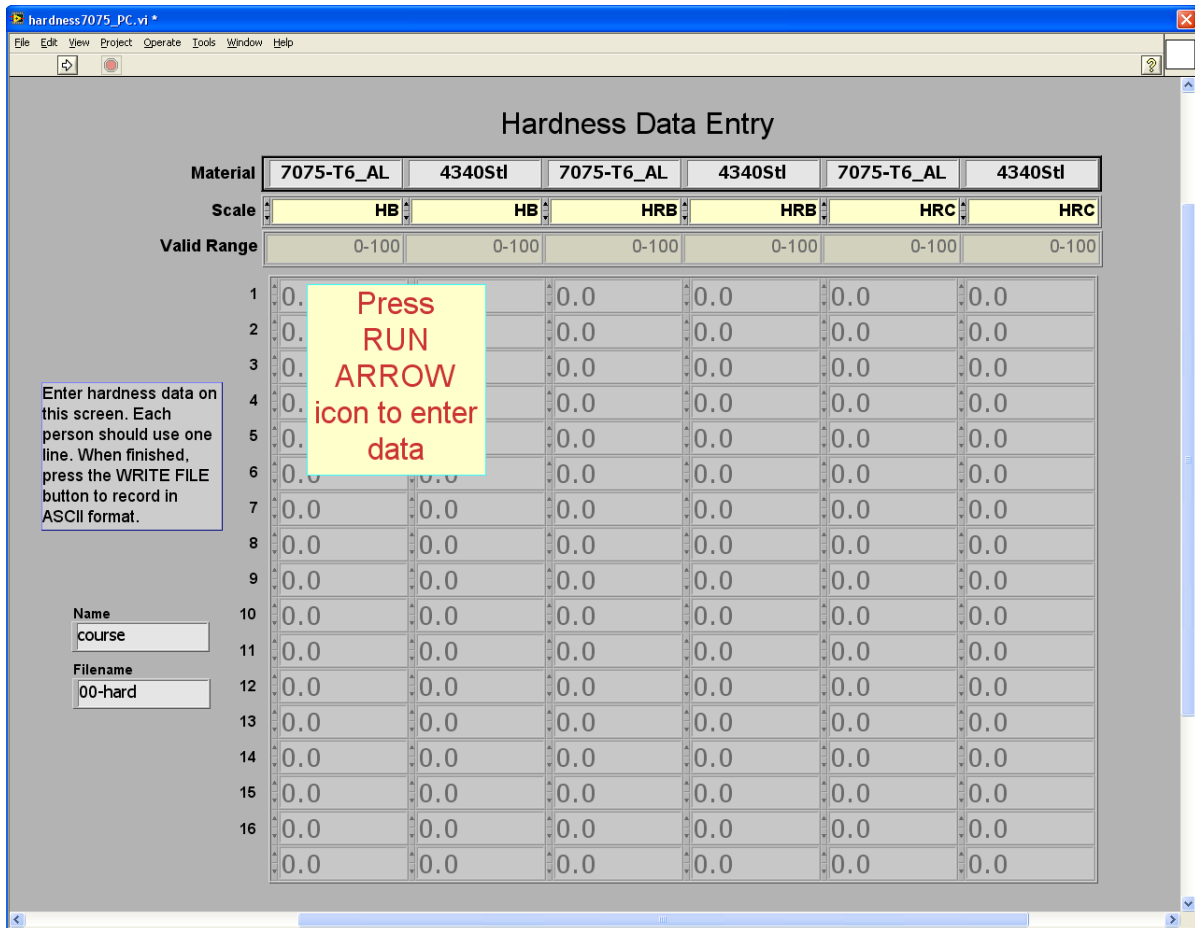 hardness7075_PC.vi *
File Edit View Project Operate Tools Window Help
Hardness Data Entry
Material 7075-T6_AL 4340Stl 7075-T6_AL 4340Stl 7075-T6_AL 4340Stl
Scale HB HB HRB HRB HRC HRC
Valid Range 0-100 0-100 0-100 0-100 0-100 0-100
1 0. 0.0 0.0 0.0 0.0
2 0. 0.0 0.0 0.0 0.0
3 0. 0.0 0.0 0.0 0.0
4 0. 0.0 0.0 0.0 0.0
5 0. 0.0 0.0 0.0 0.0
6 0.0 0.0 0.0 0.0 0.0 0.0
7 0.0 0.0 0.0 0.0 0.0 0.0
8 0.0 0.0 0.0 0.0 0.0 0.0
9 0.0 0.0 0.0 0.0 0.0 0.0
10 0.0 0.0 0.0 0.0 0.0 0.0
11 0.0 0.0 0.0 0.0 0.0 0.0
12 0.0 0.0 0.0 0.0 0.0 0.0
13 0.0 0.0 0.0 0.0 0.0 0.0
14 0.0 0.0 0.0 0.0 0.0 0.0
15 0.0 0.0 0.0 0.0 0.0 0.0
16 0.0 0.0 0.0 0.0 0.0 0.0
0.0 0.0 0.0 0.0 0.0 0.0
Press
RUN
ARROW
icon to enter
data
Enter hardness data on
this screen. Each
person should use one
line. When finished,
press the WRITE FILE
button to record in
ASCII format.
Name
course
Filename
00-hard